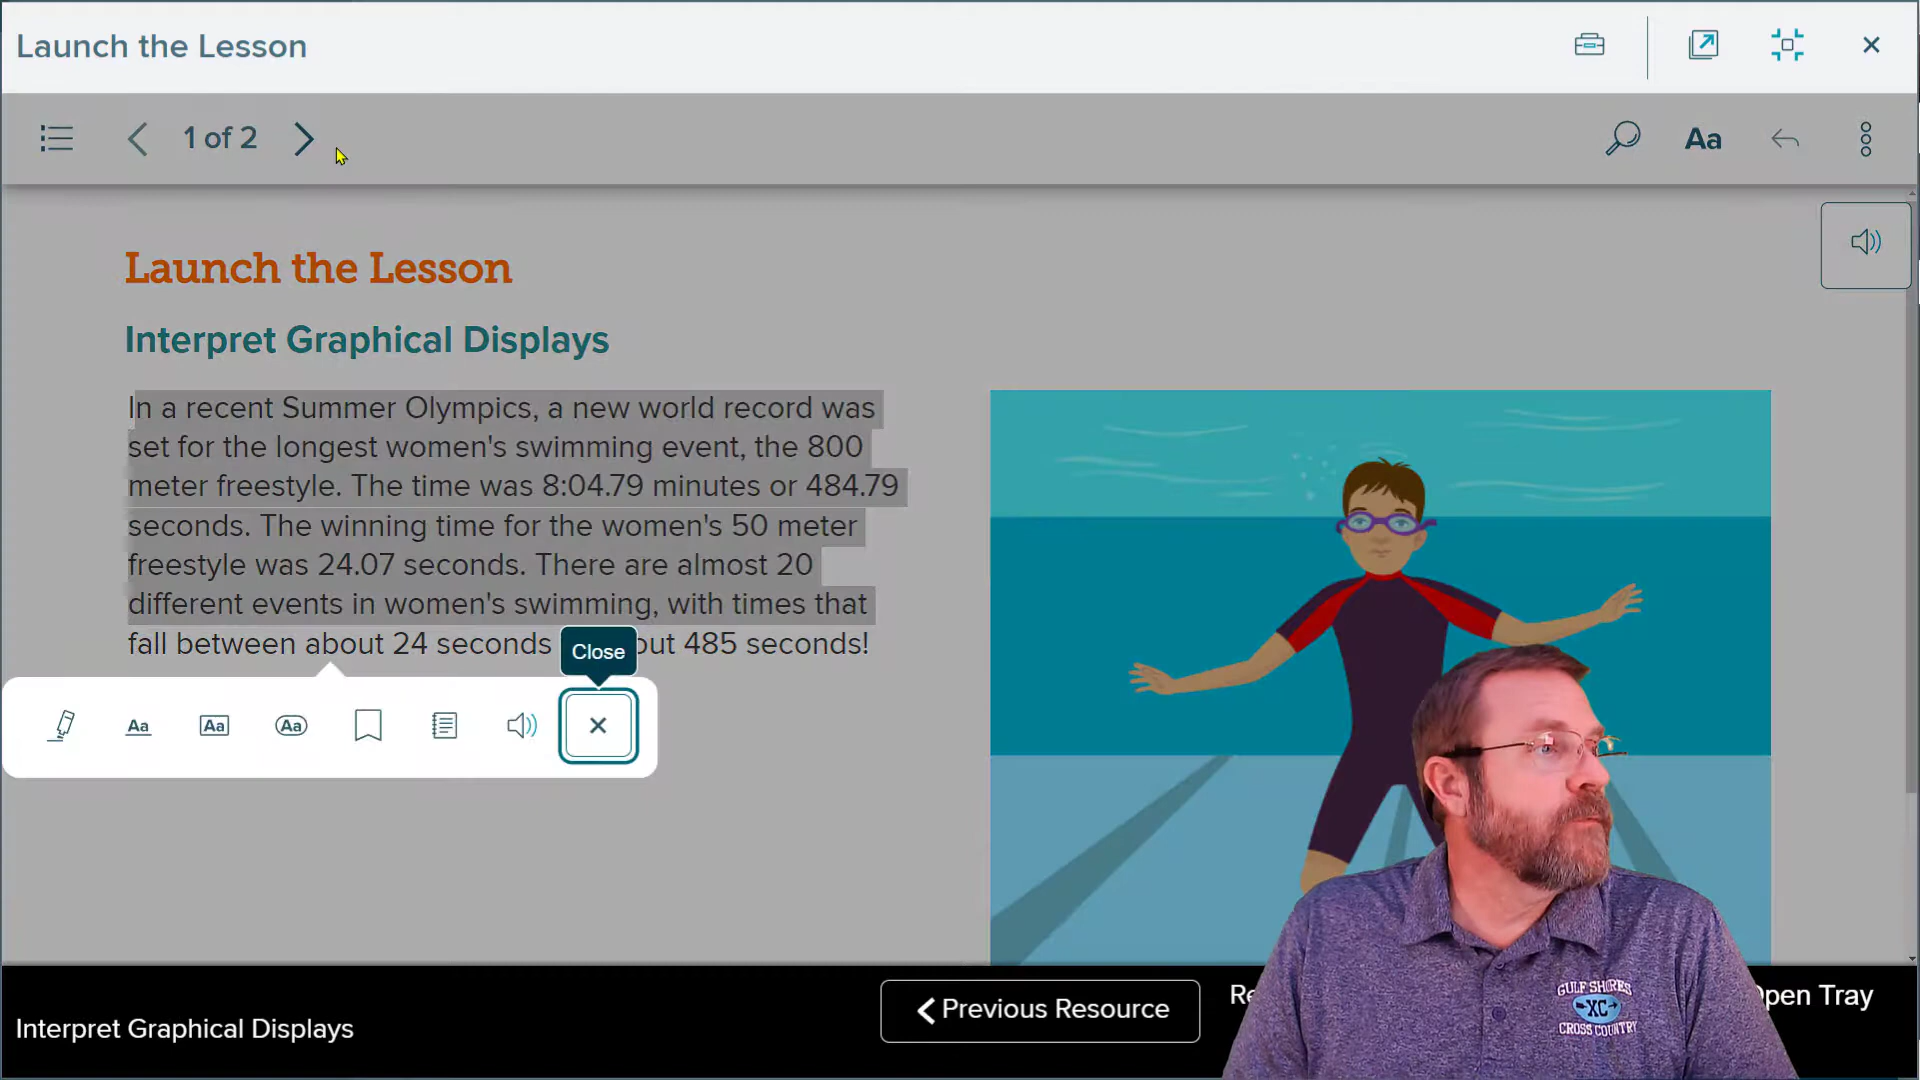 Launch the Lesson
1 of 2
Aa
Launch the Lesson
Interpret Graphical Displays
In a recent Summer Olympics, a new world record was
set for the longest women's swimming event, the 800
meter freestyle. The time was 8:04.79 minutes or 484.79
seconds. The winning time for the women's 50 meter
freestyle was 24.07 seconds. There are almost 20
different events in women's swimming, with times that
fall between about 24 seconds out 485 seconds!
Close
Aa Aa Aa
Interpret Graphical Displays
Previous Resource
Re
pen Tray
GULF SHORES
XC
CROSS COUNTRY